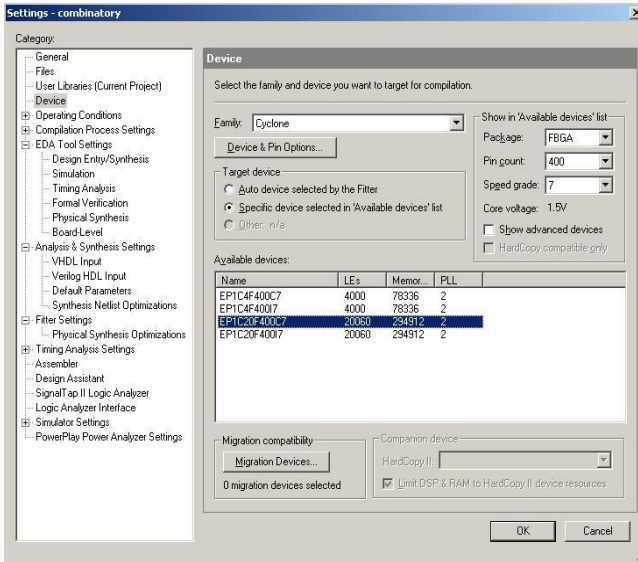 Settings - combinatory
Category:
General
Files
User Libraries (Current Project)
Device
Operating Conditions
Compilation Process Settings
EDA Tool Settings
Design Entry/Synthesis
Simulation
Timing Analysis
Formal Verification
Physical Synthesis
Board-Level
Analysis & Synthesis Settings
VHDL Input
Verilog HDL Input
Default Parameters
Synthesis Netlist Optimizations
Fitter Settings
Physical Synthesis Optimizations
Timing Analysis Settings
Assembler
Design Assistant
SignalTap II Logic Analyzer
Logic Analyzer Interface
Simulator Settings
PowerPlay Power Analyzer Settings
Device
Select the family and device you want to target for compilation.
Family: Cyclone
Device & Pin Options...
Target device
Auto device selected by the Fitter
Specific device selected in 'Available devices' list
Other: n/a
Show in 'Available devices' list
Package: FBGA
Pin count: 400
Speed grade: 7
Core voltage: 1.5V
Show advanced devices
HardCopy compatible only
Available devices:
Name LEs Memor... PLL
EP1C4F400C7 4000 78336 2
EP1C4F400I7 4000 78336 2
EP1C20F400C7 20060 294912 2
EP1C20F400I7 20060 294912 2
Migration compatibility
Migration Devices...
0 migration devices selected
Companion device
HardCopy II:
Limit DSP & RAM to HardCopy II device resources
OK Cancel